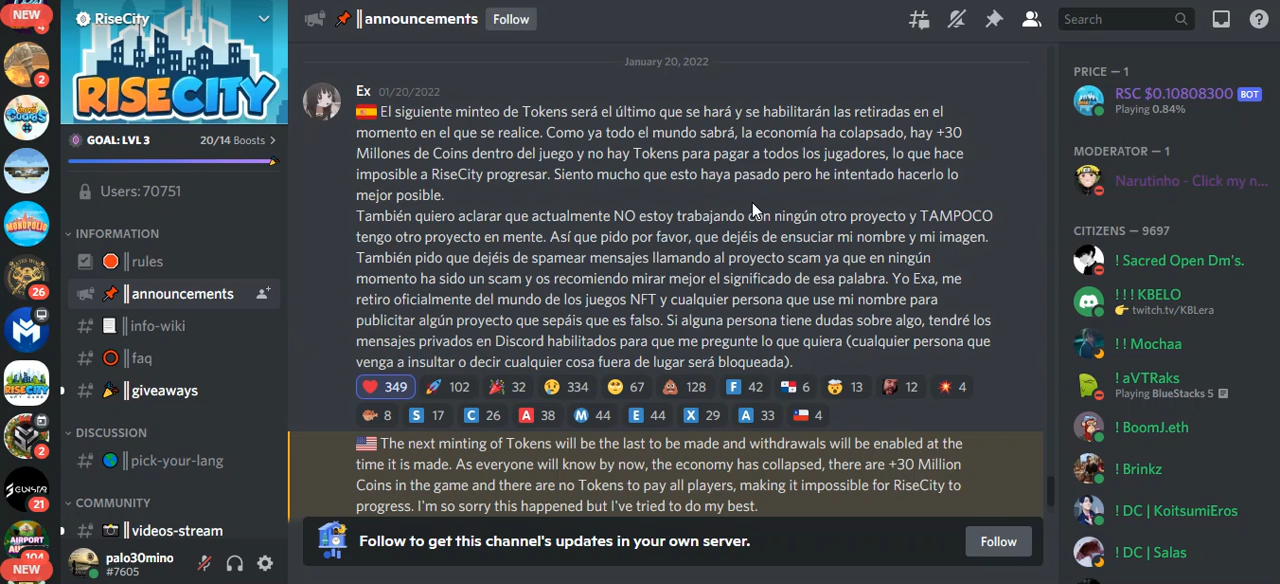 NEW
4
2
26
2
21
104
NEW
RiseCity
RISECITY
GOAL: LVL 3
20/14 Boosts
Users: 70751
INFORMATION
rules
announcements
info-wiki
faq
giveaways
DISCUSSION
pick-your-lang
COMMUNITY
videos-stream
palo30mino
#7605
announcements
Follow
Search
January 20, 2022
Ex 01/20/2022
El siguiente minteo de Tokens será el último que se hará y se habilitarán las retiradas en el
momento en el que se realice. Como ya todo el mundo sabrá, la economía ha colapsado, hay +30
Millones de Coins dentro del juego y no hay Tokens para pagar a todos los jugadores, lo que hace
imposible a RiseCity progresar. Siento mucho que esto haya pasado pero he intentado hacerlo lo
mejor posible.
También quiero aclarar que actualmente NO estoy trabajando con ningún otro proyecto y TAMPOCO
tengo otro proyecto en mente. Así que pido por favor, que dejéis de ensuciar mi nombre y mi imagen.
También pido que dejéis de spamear mensajes llamando al proyecto scam ya que en ningún
momento ha sido un scam y os recomiendo mirar mejor el significado de esa palabra. Yo Exa, me
retiro oficialmente del mundo de los juegos NFT y cualquier persona que use mi nombre para
publicitar algún proyecto que sepáis que es falso. Si alguna persona tiene dudas sobre algo, tendré los
mensajes privados en Discord habilitados para que me pregunte lo que quiera (cualquier persona que
venga a insultar o decir cualquier cosa fuera de lugar será bloqueada).
349 102 32 334 67 128 F 42 6 13 12 4
8 S 17 C 26 A 38 M 44 E 44 X 29 A 33 4
The next minting of Tokens will be the last to be made and withdrawals will be enabled at the
time it is made. As everyone will know by now, the economy has collapsed, there are +30 Million
Coins in the game and there are no Tokens to pay all players, making it impossible for RiseCity to
progress. I'm so sorry this happened but I've tried to do my best.
Follow to get this channel's updates in your own server.
Follow
PRICE — 1
RSC $0.10808300 BOT
Playing 0.84%
MODERATOR — 1
Narutinho - Click my n...
CITIZENS — 9697
! Sacred Open Dm's.
! ! ! KBELO
twitch.tv/KBLera
! ! Mochaa
! aVTRaks
Playing BlueStacks 5
! BoomJ.eth
! Brinkz
! DC | KoitsumiEros
! DC | Salas